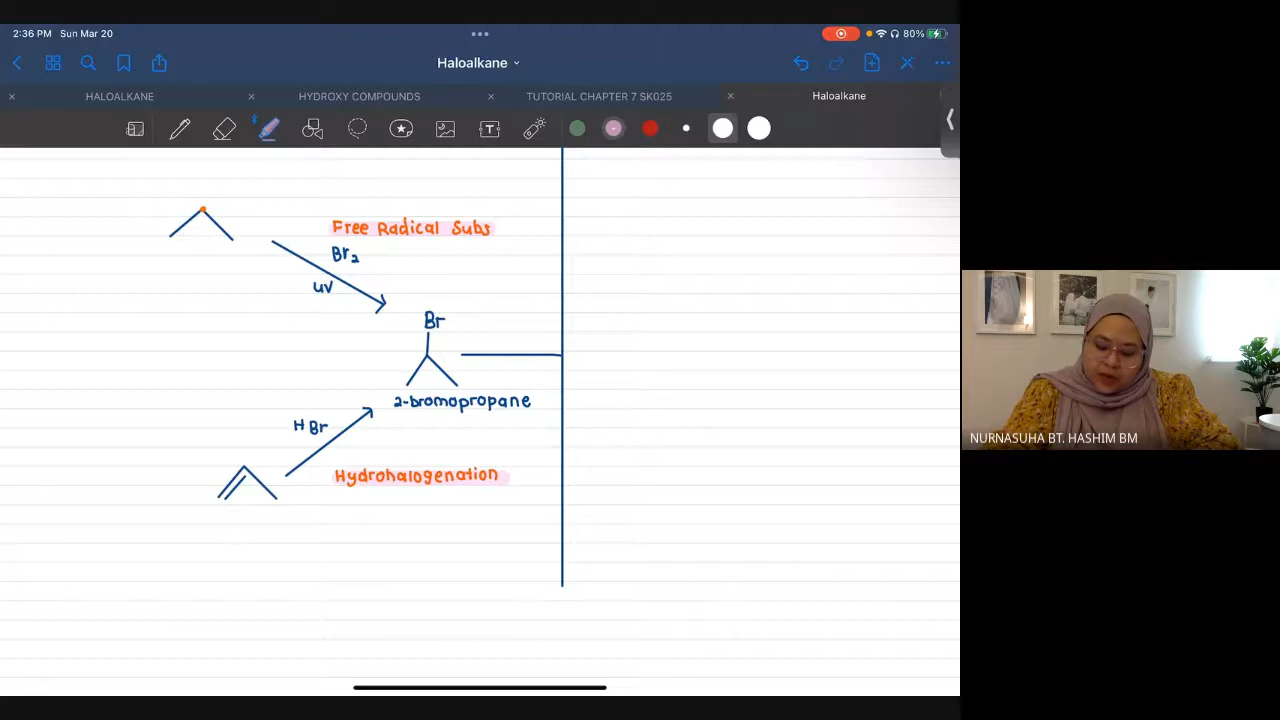 2:36 PM Sun Mar 20
80%
Haloalkane
HALOALKANE
HYDROXY COMPOUNDS
TUTORIAL CHAPTER 7 SK025
Haloalkane
Free Radical Subs
Br2
uv
Br
2-bromopropane
HBr
Hydrohalogenation
NURNASUHA BT. HASHIM BM